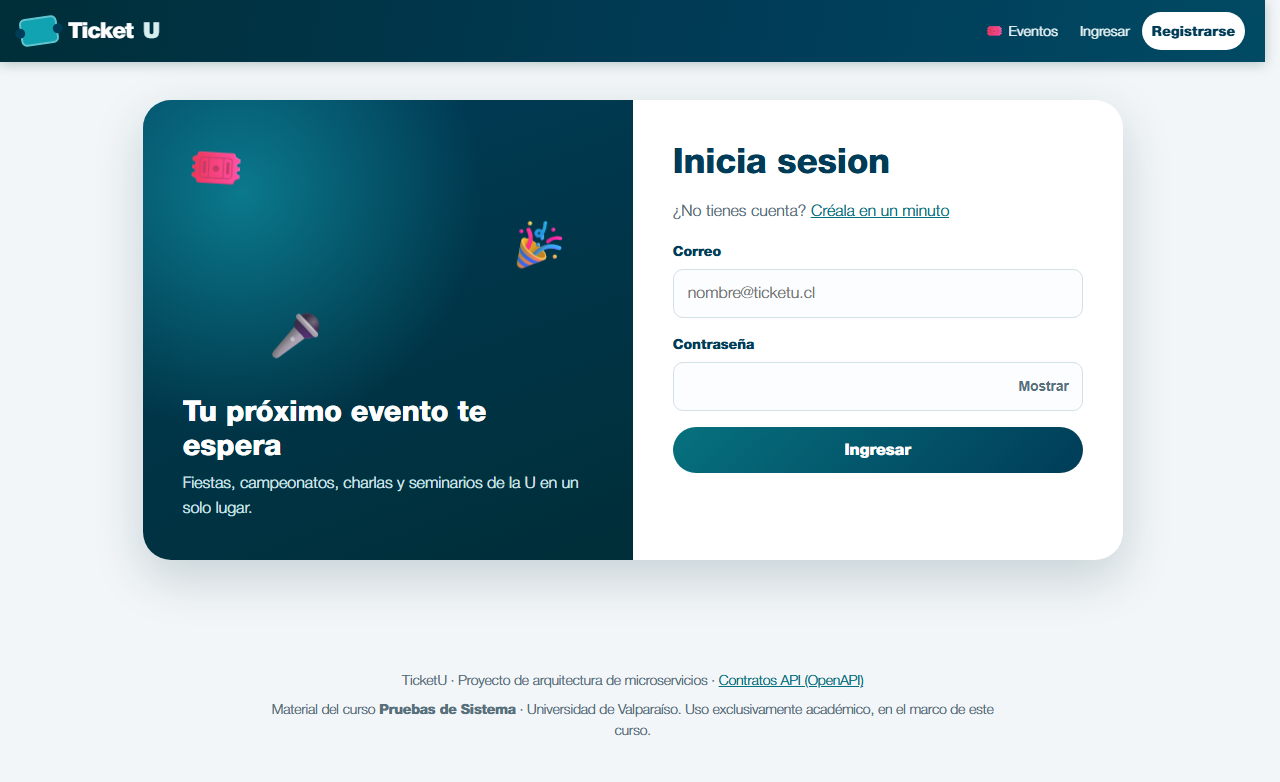 Ticket U
Eventos
Ingresar
Registrarse
Tu próximo evento te
espera
Fiestas, campeonatos, charlas y seminarios de la U en un
solo lugar.
Inicia sesion
¿No tienes cuenta? Créala en un minuto
Correo
nombre@ticketu.cl
Contraseña
Mostrar
Ingresar
TicketU · Proyecto de arquitectura de microservicios · Contratos API (OpenAPI)
Material del curso Pruebas de Sistema · Universidad de Valparaíso. Uso exclusivamente académico, en el marco de este
curso.